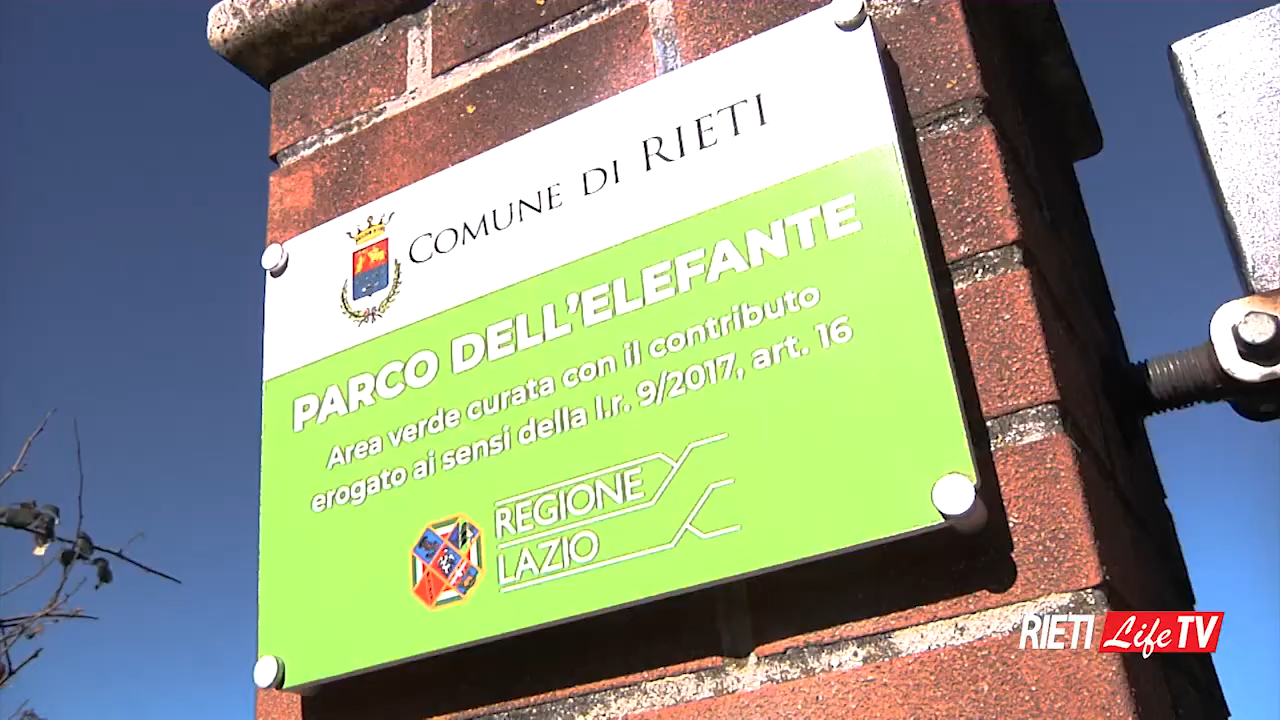 COMUNE DI RIETI
PARCO DELL'ELEFANTE
Area verde curata con il contributo
erogato ai sensi della l.r. 9/2017, art. 16
REGIONE
LAZIO
RIETI Life TV